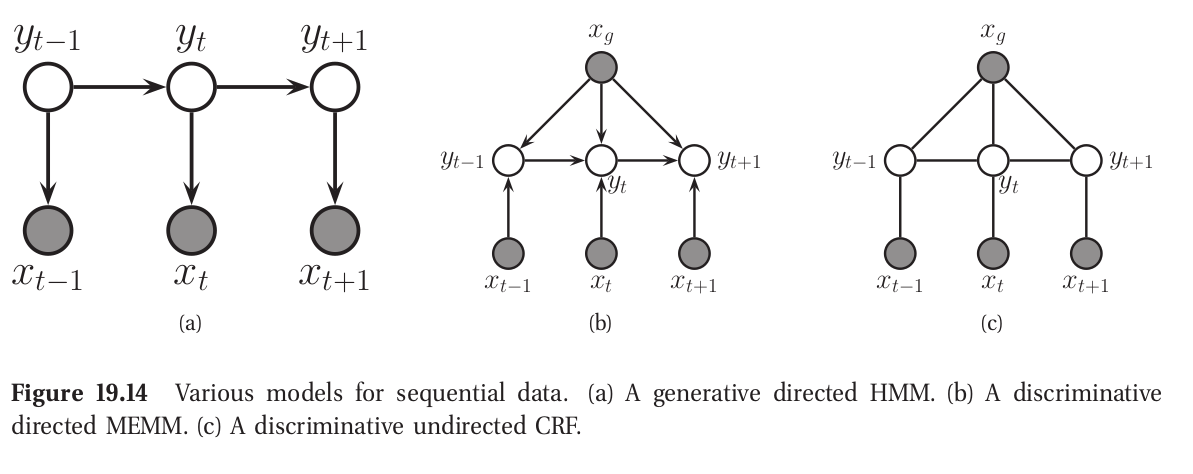 y_{t−1} y_t y_{t+1}
x_{t−1} x_t x_{t+1}
(a)
x_g
y_{t−1} y_t y_{t+1}
x_{t−1} x_t x_{t+1}
(b)
x_g
y_{t−1} y_t y_{t+1}
x_{t−1} x_t x_{t+1}
(c)
Figure 19.14 Various models for sequential data. (a) A generative directed HMM. (b) A discriminative
directed MEMM. (c) A discriminative undirected CRF.